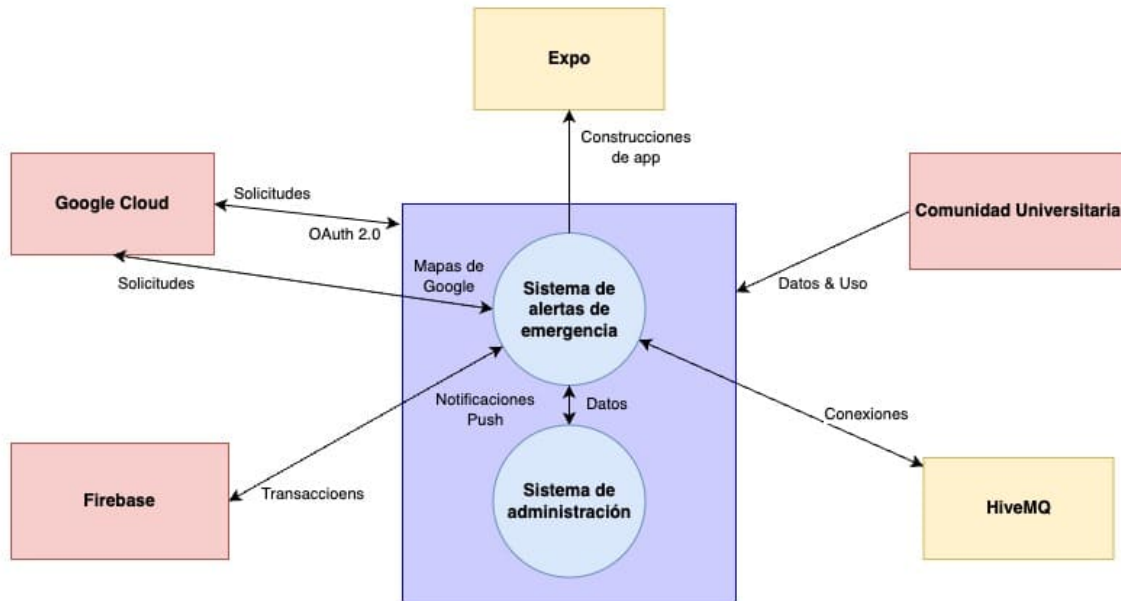 Expo
Construcciones
de app
Google Cloud
Solicitudes
OAuth 2.0
Comunidad Universitaria
Solicitudes
Mapas de
Google
Sistema de
alertas de
emergencia
Datos & Uso
Notificaciones
Push
Datos
Conexiones
Firebase
Transaccioens
Sistema de
administración
HiveMQ